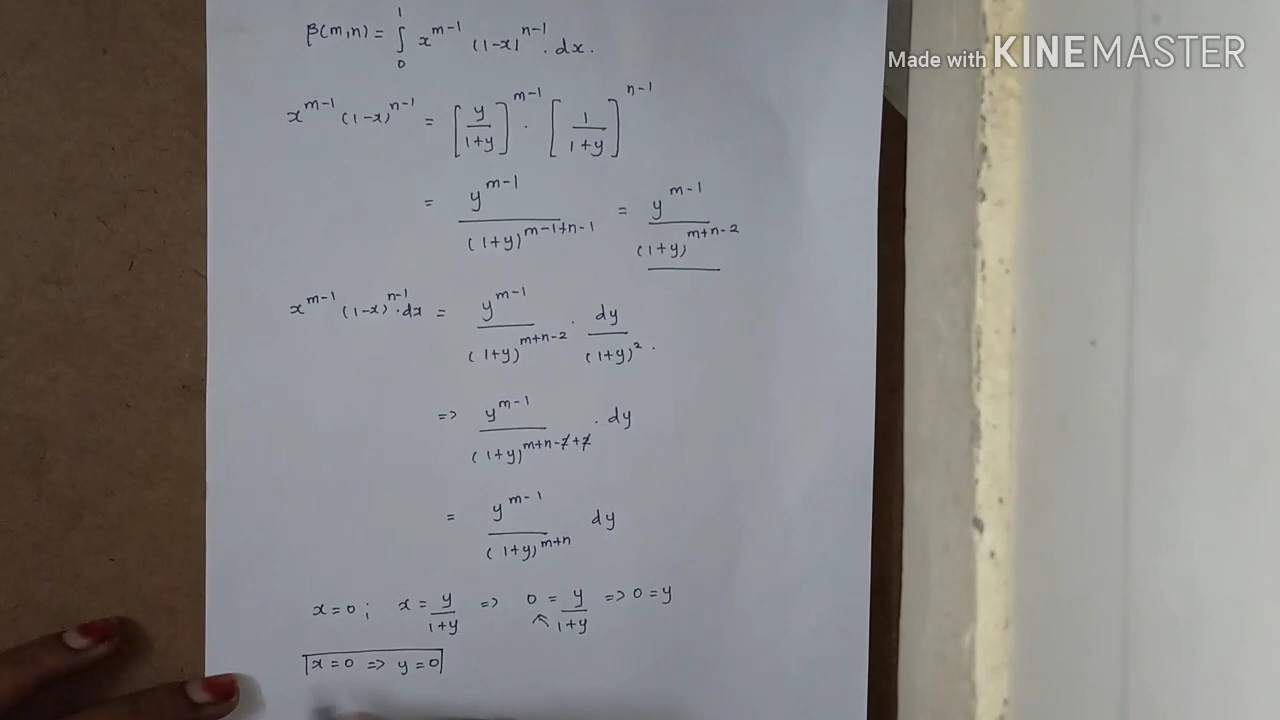 β(m,n) = ∫₀¹ x^{m-1} (1-x)^{n-1} . dx.
Made with KINEMASTER
x^{m-1} (1-x)^{n-1} = [y/(1+y)]^{m-1} . [1/(1+y)]^{n-1}
= y^{m-1}/(1+y)^{m-1+n-1} = y^{m-1}/(1+y)^{m+n-2}
x^{m-1} (1-x)^{n-1} . dx = y^{m-1}/(1+y)^{m+n-2} . dy/(1+y)^2 .
=> y^{m-1}/(1+y)^{m+n-2+2} . dy
= y^{m-1}/(1+y)^{m+n} dy
x=0 ; x = y/(1+y) => 0 = y/(1+y) => 0 = y
x=0 => y=0